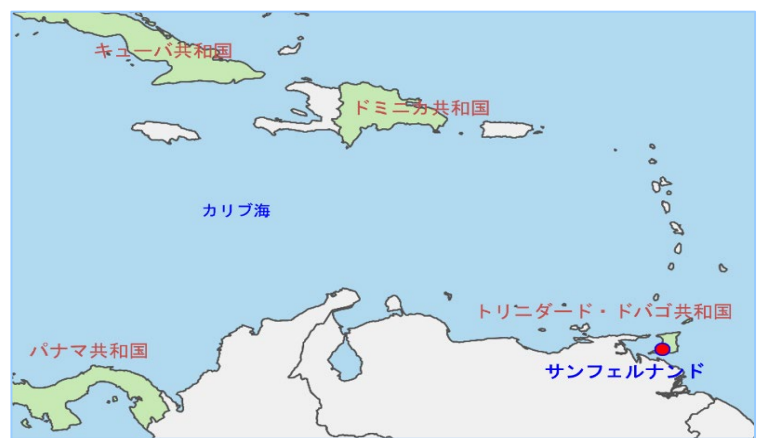 キューバ共和国
ドミニカ共和国
カリブ海
トリニダード・ドバゴ共和国
パナマ共和国
サンフェルナンド